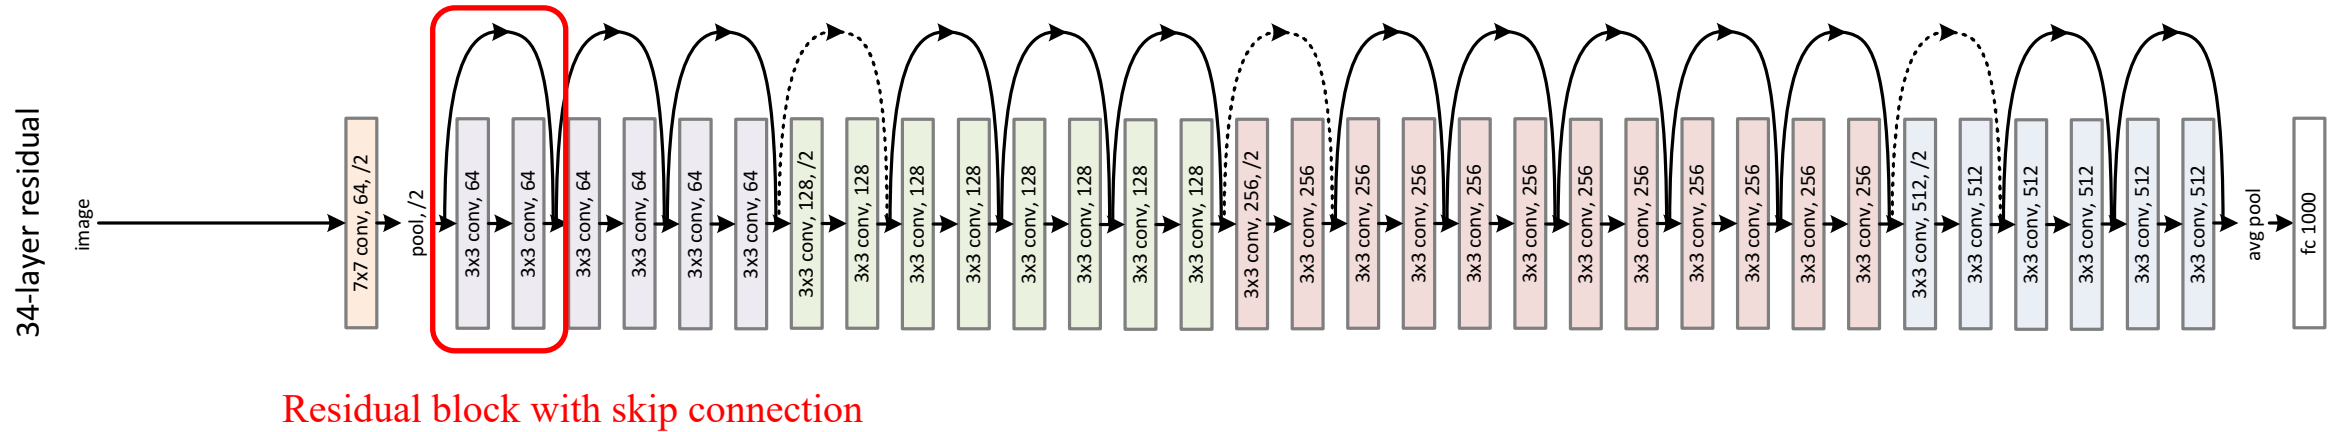 34-layer residual
image
7x7 conv, 64, /2
pool, /2
3x3 conv, 64
3x3 conv, 64
3x3 conv, 64
3x3 conv, 64
3x3 conv, 64
3x3 conv, 64
3x3 conv, 128, /2
3x3 conv, 128
3x3 conv, 128
3x3 conv, 128
3x3 conv, 128
3x3 conv, 128
3x3 conv, 128
3x3 conv, 128
3x3 conv, 256, /2
3x3 conv, 256
3x3 conv, 256
3x3 conv, 256
3x3 conv, 256
3x3 conv, 256
3x3 conv, 256
3x3 conv, 256
3x3 conv, 256
3x3 conv, 256
3x3 conv, 256
3x3 conv, 256
3x3 conv, 512, /2
3x3 conv, 512
3x3 conv, 512
3x3 conv, 512
3x3 conv, 512
3x3 conv, 512
avg pool
fc 1000
Residual block with skip connection